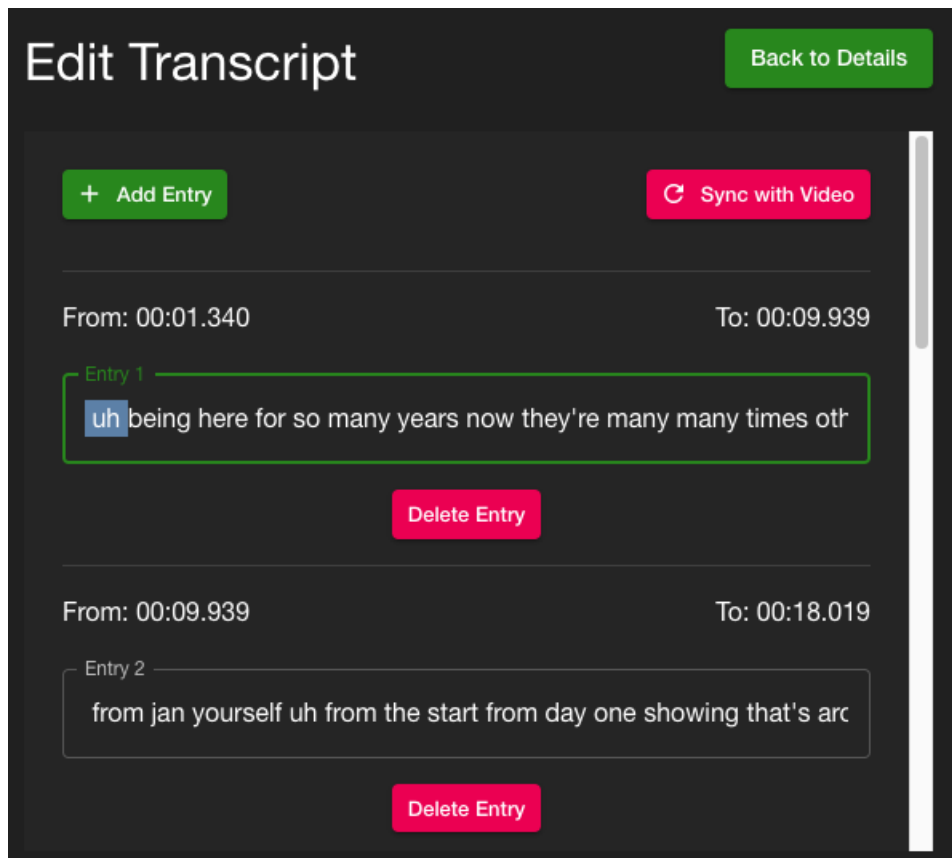 Edit Transcript
Back to Details
+ Add Entry
Sync with Video
From: 00:01.340
To: 00:09.939
Entry 1
uh being here for so many years now they're many many times oth
Delete Entry
From: 00:09.939
To: 00:18.019
Entry 2
from jan yourself uh from the start from day one showing that's arc
Delete Entry